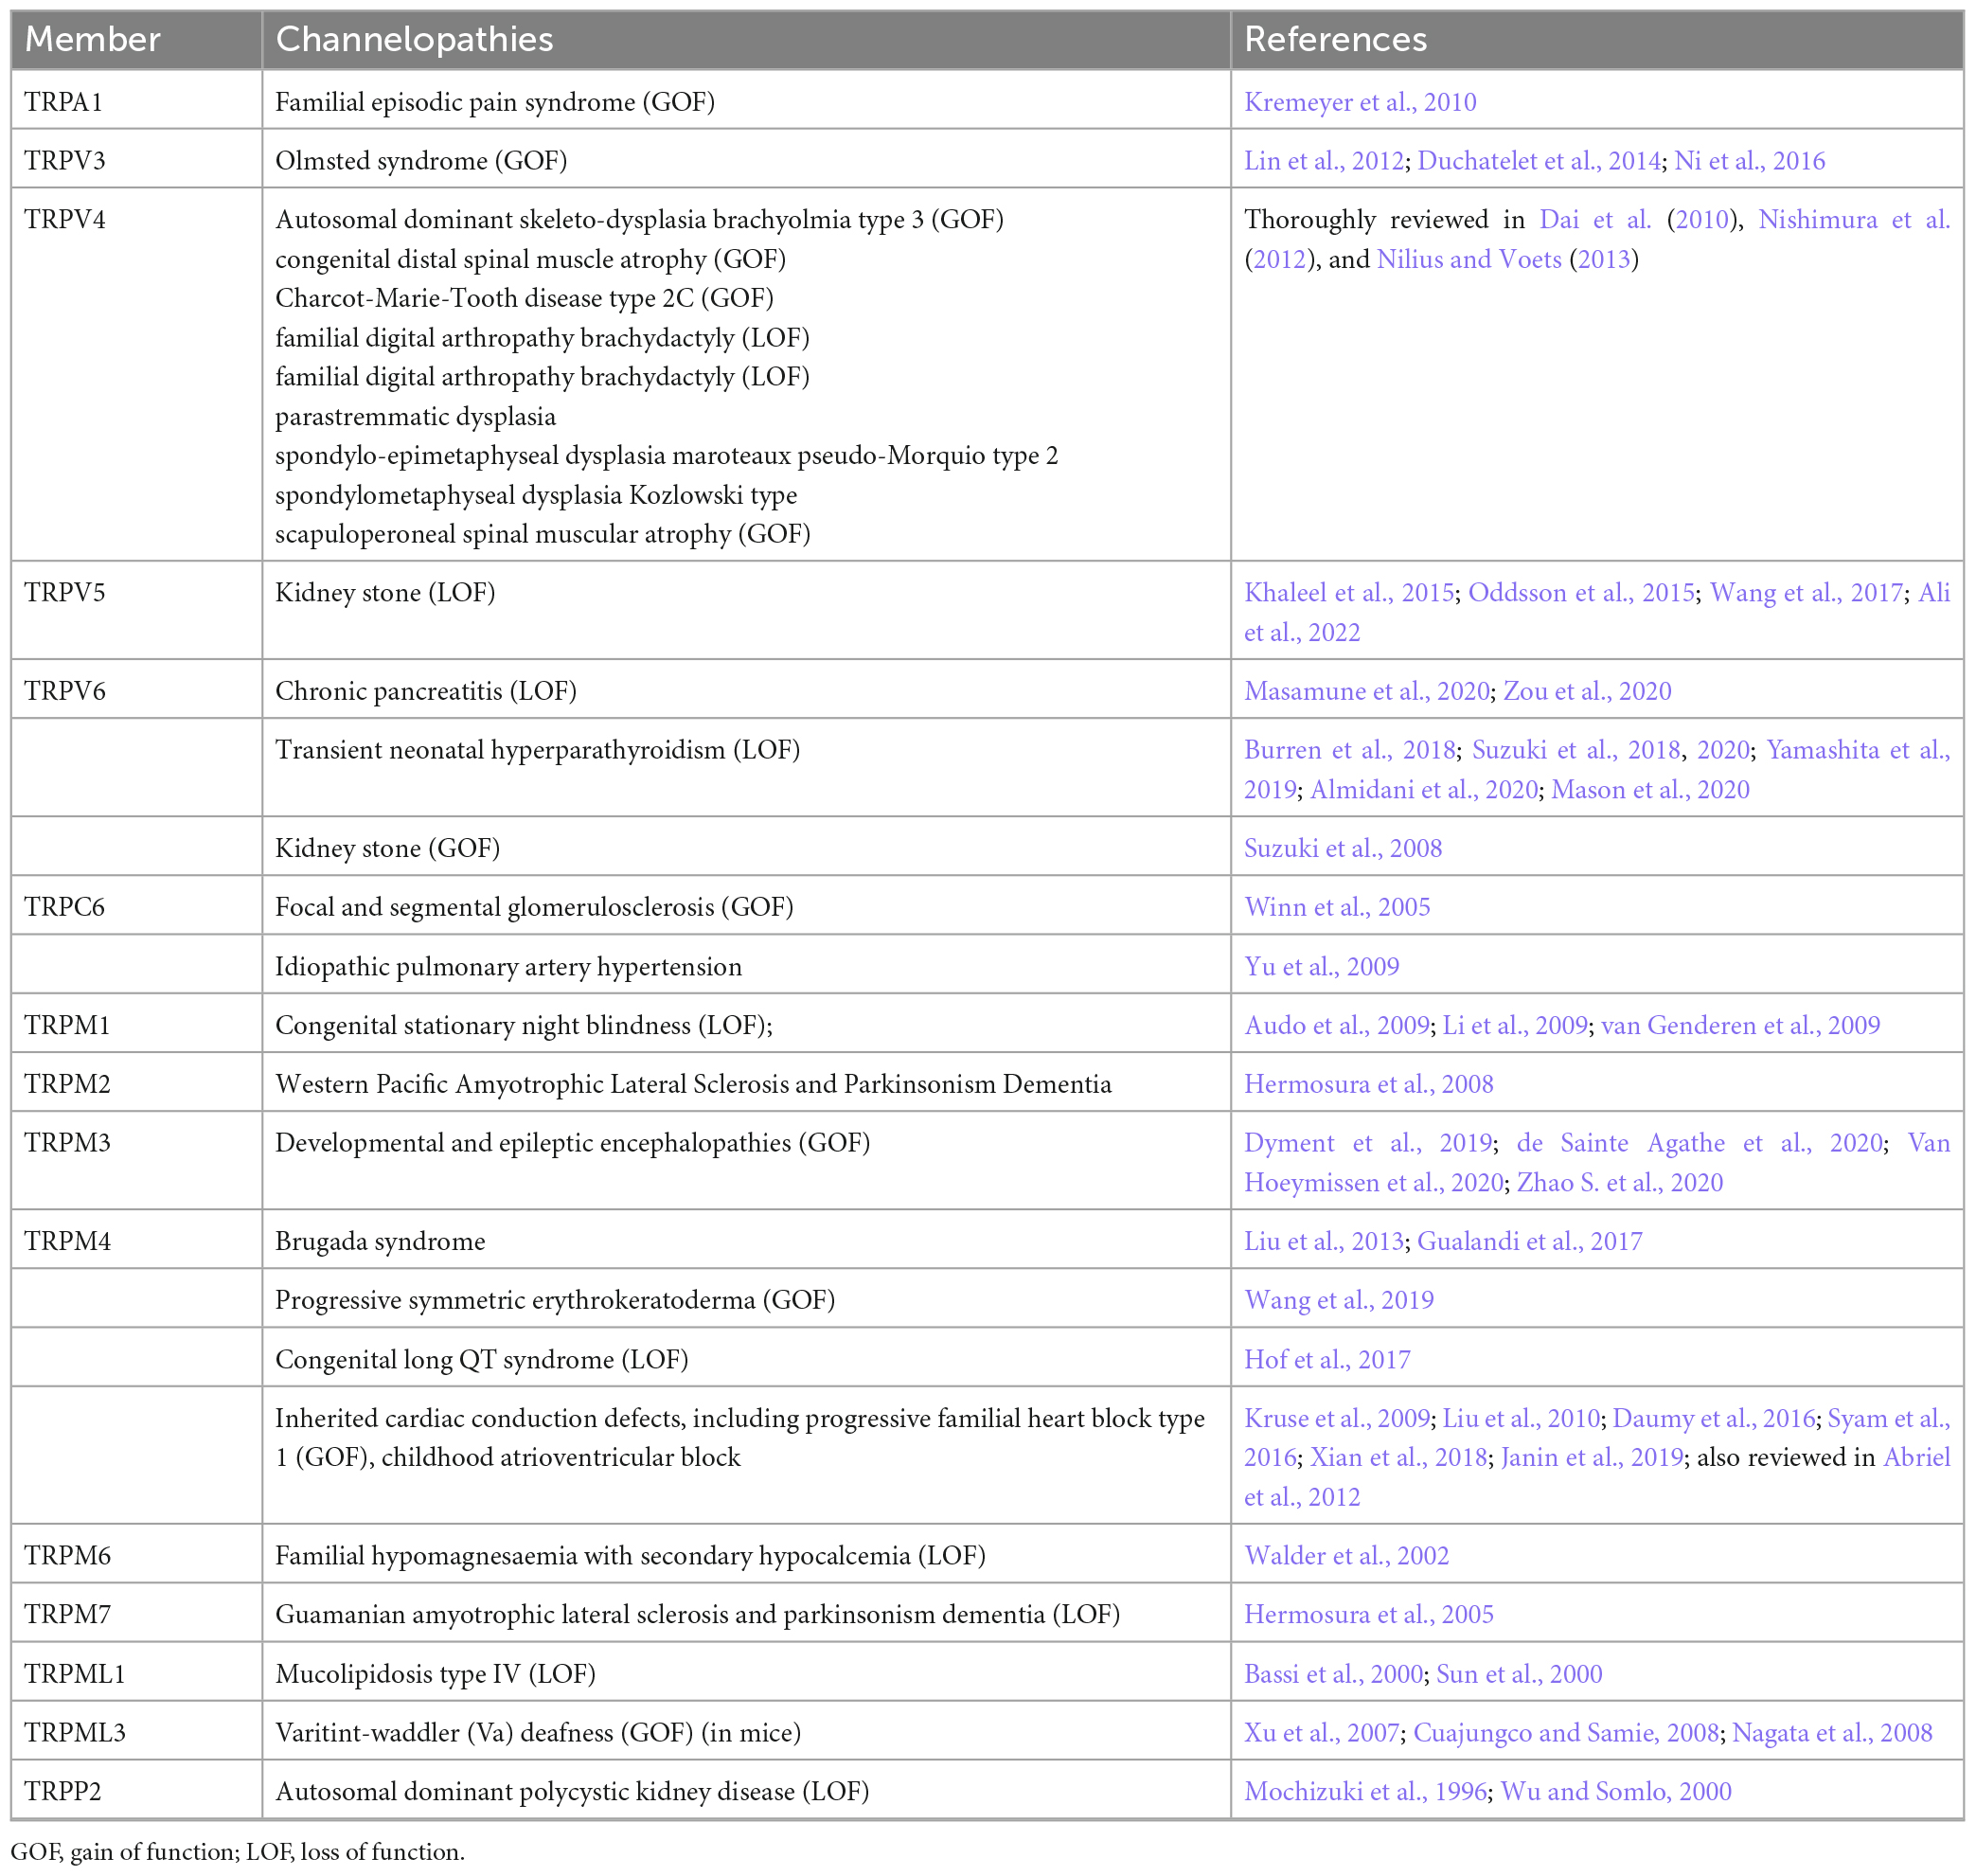 Member Channelopathies References
TRPA1 Familial episodic pain syndrome (GOF) Kremeyer et al., 2010
TRPV3 Olmsted syndrome (GOF) Lin et al., 2012; Duchatelet et al., 2014; Ni et al., 2016
TRPV4 Autosomal dominant skeleto-dysplasia brachyolmia type 3 (GOF) Thoroughly reviewed in Dai et al. (2010), Nishimura et al.
congenital distal spinal muscle atrophy (GOF) (2012), and Nilius and Voets (2013)
Charcot-Marie-Tooth disease type 2C (GOF)
familial digital arthropathy brachydactyly (LOF)
familial digital arthropathy brachydactyly (LOF)
parastremmatic dysplasia
spondylo-epimetaphyseal dysplasia maroteaux pseudo-Morquio type 2
spondylometaphyseal dysplasia Kozlowski type
scapuloperoneal spinal muscular atrophy (GOF)
TRPV5 Kidney stone (LOF) Khaleel et al., 2015; Oddsson et al., 2015; Wang et al., 2017; Ali
et al., 2022
TRPV6 Chronic pancreatitis (LOF) Masamune et al., 2020; Zou et al., 2020
Transient neonatal hyperparathyroidism (LOF) Burren et al., 2018; Suzuki et al., 2018, 2020; Yamashita et al.,
2019; Almidani et al., 2020; Mason et al., 2020
Kidney stone (GOF) Suzuki et al., 2008
TRPC6 Focal and segmental glomerulosclerosis (GOF) Winn et al., 2005
Idiopathic pulmonary artery hypertension Yu et al., 2009
TRPM1 Congenital stationary night blindness (LOF); Audo et al., 2009; Li et al., 2009; van Genderen et al., 2009
TRPM2 Western Pacific Amyotrophic Lateral Sclerosis and Parkinsonism Dementia Hermosura et al., 2008
TRPM3 Developmental and epileptic encephalopathies (GOF) Dyment et al., 2019; de Sainte Agathe et al., 2020; Van
Hoeymissen et al., 2020; Zhao S. et al., 2020
TRPM4 Brugada syndrome Liu et al., 2013; Gualandi et al., 2017
Progressive symmetric erythrokeratoderma (GOF) Wang et al., 2019
Congenital long QT syndrome (LOF) Hof et al., 2017
Inherited cardiac conduction defects, including progressive familial heart block type Kruse et al., 2009; Liu et al., 2010; Daumy et al., 2016; Syam et al.,
1 (GOF), childhood atrioventricular block 2016; Xian et al., 2018; Janin et al., 2019; also reviewed in Abriel
et al., 2012
TRPM6 Familial hypomagnesaemia with secondary hypocalcemia (LOF) Walder et al., 2002
TRPM7 Guamanian amyotrophic lateral sclerosis and parkinsonism dementia (LOF) Hermosura et al., 2005
TRPML1 Mucolipidosis type IV (LOF) Bassi et al., 2000; Sun et al., 2000
TRPML3 Varitint-waddler (Va) deafness (GOF) (in mice) Xu et al., 2007; Cuajungco and Samie, 2008; Nagata et al., 2008
TRPP2 Autosomal dominant polycystic kidney disease (LOF) Mochizuki et al., 1996; Wu and Somlo, 2000
GOF, gain of function; LOF, loss of function.